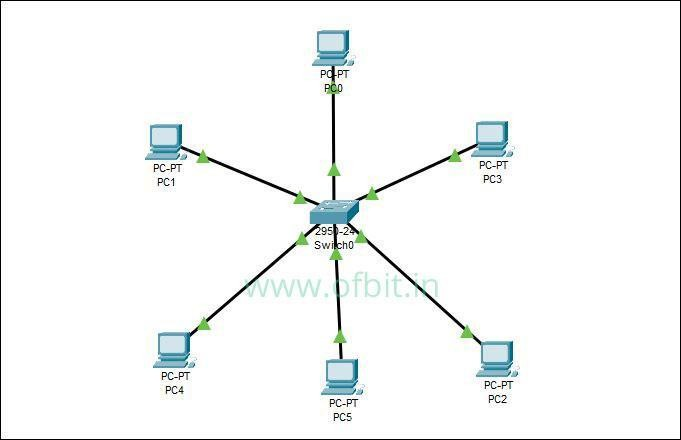 PC-PT
PC0
PC-PT
PC1
PC-PT
PC3
2950-24
Switch0
www.ofbit.in
PC-PT
PC4
PC-PT
PC5
PC-PT
PC2